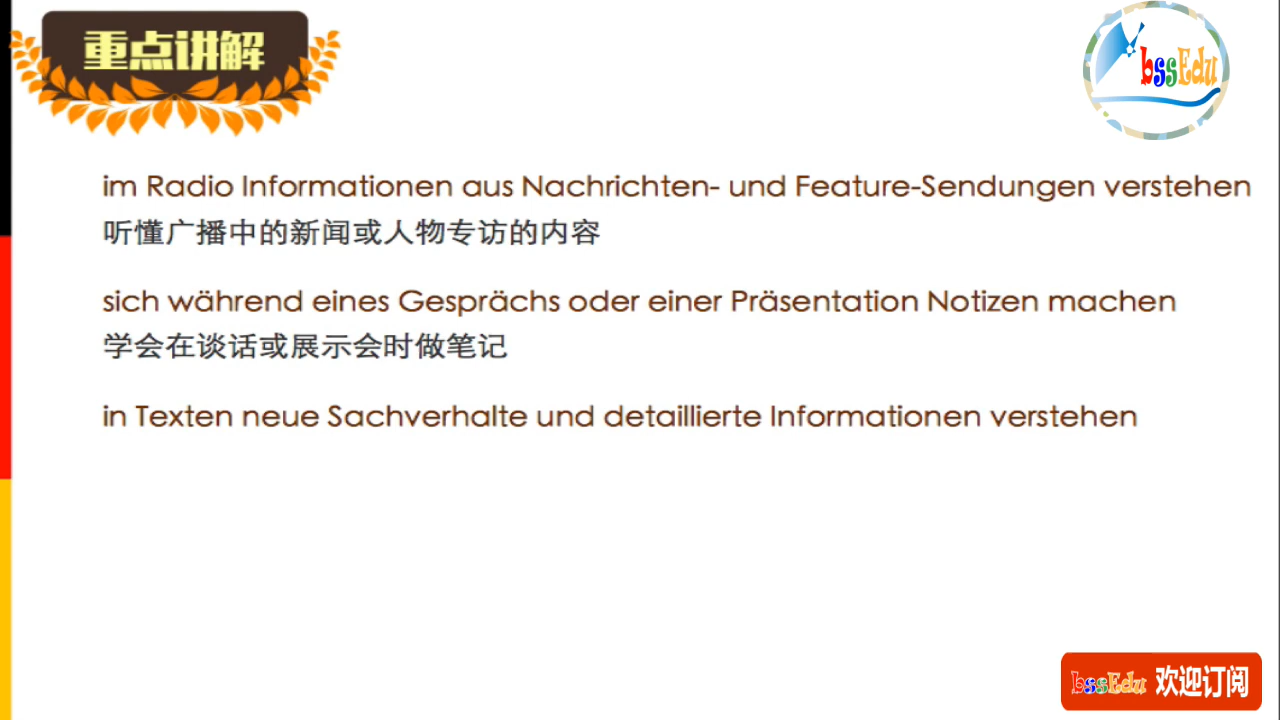 重点讲解
bssEdu
im Radio Informationen aus Nachrichten- und Feature-Sendungen verstehen
听懂广播中的新闻或人物专访的内容
sich während eines Gesprächs oder einer Präsentation Notizen machen
学会在谈话或展示会时做笔记
in Texten neue Sachverhalte und detaillierte Informationen verstehen
bssEdu 欢迎订阅